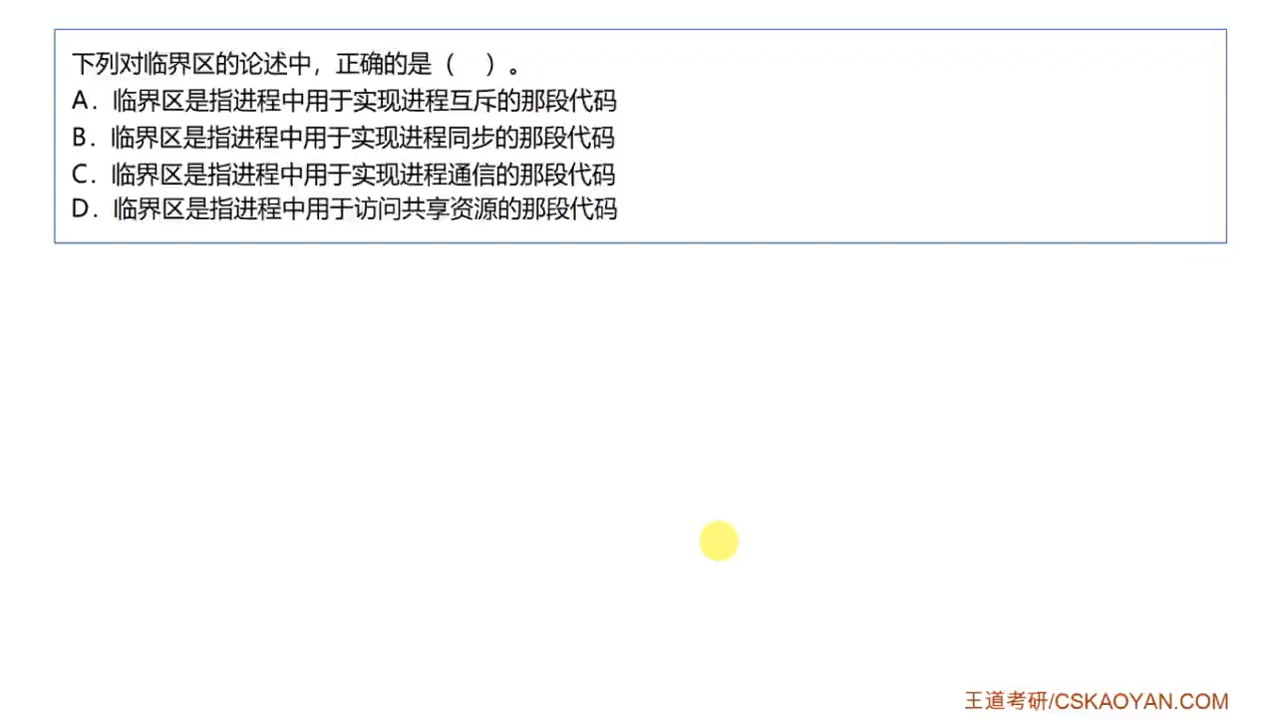 下列对临界区的论述中，正确的是（　）。
A．临界区是指进程中用于实现进程互斥的那段代码
B．临界区是指进程中用于实现进程同步的那段代码
C．临界区是指进程中用于实现进程通信的那段代码
D．临界区是指进程中用于访问共享资源的那段代码
王道考研/CSKAOYAN.COM